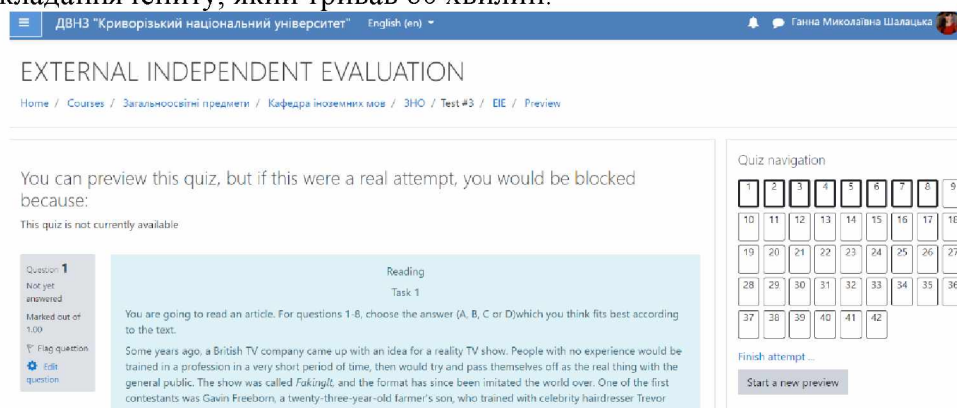 ДВНЗ "Криворізький національний університет" English (en)
Ганна Миколаївна Шалацька
EXTERNAL INDEPENDENT EVALUATION
Home / Courses / Загальноосвітні предмети / Кафедра іноземних мов / ЗНО / Test #3 / EIE / Preview
You can preview this quiz, but if this were a real attempt, you would be blocked
because:
This quiz is not currently available
Question 1
Not yet
answered
Marked out of
1.00
Flag question
Edit
question
Reading
Task 1
You are going to read an article. For questions 1-8, choose the answer (A, B, C or D)which you think fits best according
to the text.
Some years ago, a British TV company came up with an idea for a reality TV show. People with no experience would be
trained in a profession in a very short period of time, then would try and pass themselves off as the real thing with the
general public. The show was called FakingIt, and the format has since been imitated the world over. One of the first
contestants was Gavin Freeborn, a twenty-three-year-old farmer's son, who trained with celebrity hairdresser Trevor
Quiz navigation
1 2 3 4 5 6 7 8 9
10 11 12 13 14 15 16 17 18
19 20 21 22 23 24 25 26 27
28 29 30 31 32 33 34 35 36
37 38 39 40 41 42
Finish attempt ...
Start a new preview